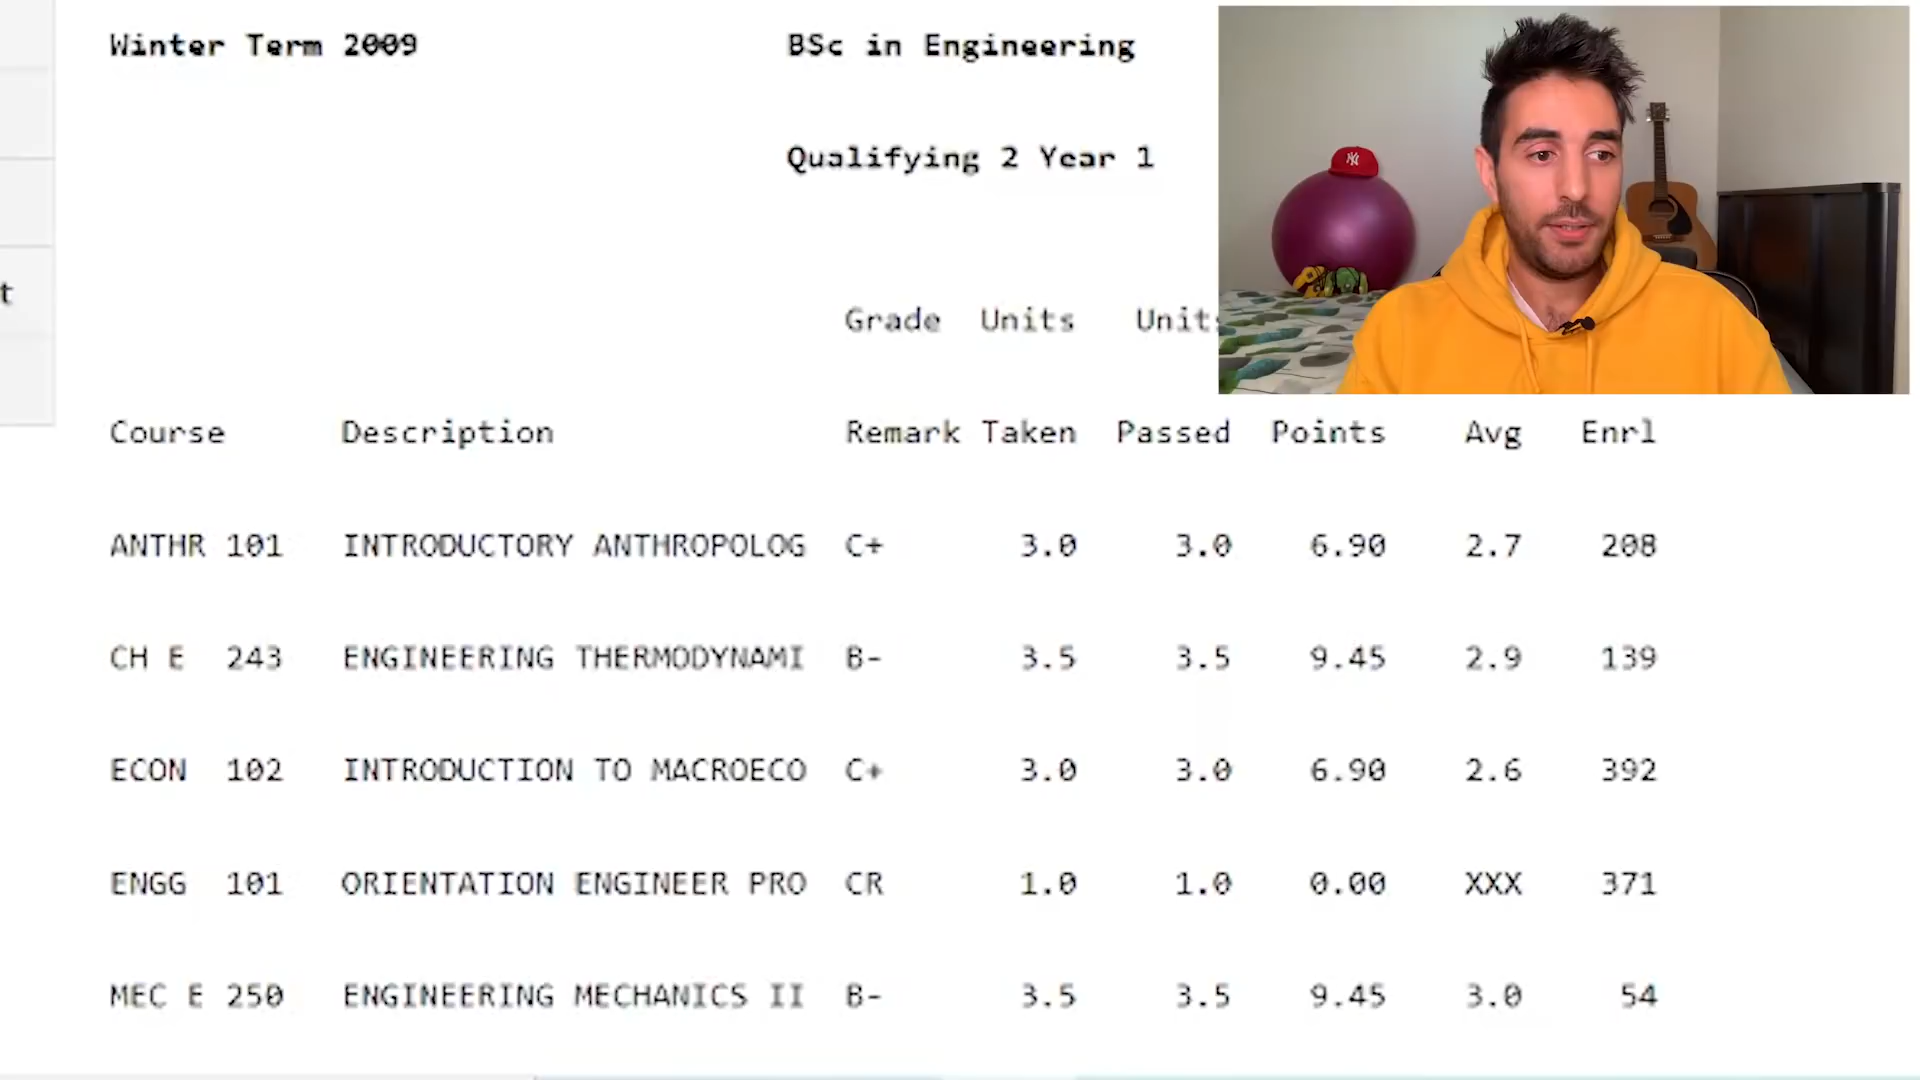 Winter Term 2009 BSc in Engineering
Qualifying 2 Year 1
t
Grade Units Unit
Course Description Remark Taken Passed Points Avg Enrl
ANTHR 101 INTRODUCTORY ANTHROPOLOG C+ 3.0 3.0 6.90 2.7 208
CH E 243 ENGINEERING THERMODYNAMI B- 3.5 3.5 9.45 2.9 139
ECON 102 INTRODUCTION TO MACROECO C+ 3.0 3.0 6.90 2.6 392
ENGG 101 ORIENTATION ENGINEER PRO CR 1.0 1.0 0.00 XXX 371
MEC E 250 ENGINEERING MECHANICS II B- 3.5 3.5 9.45 3.0 54